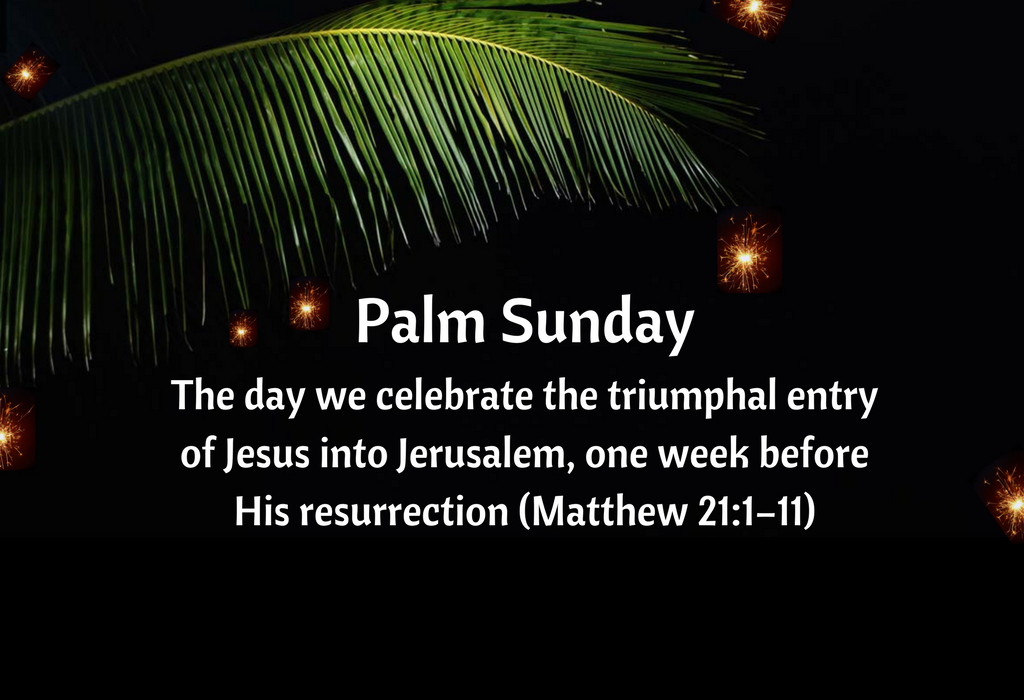 Palm Sunday
The day we celebrate the triumphal entry
of Jesus into Jerusalem, one week before
His resurrection (Matthew 21:1–11)